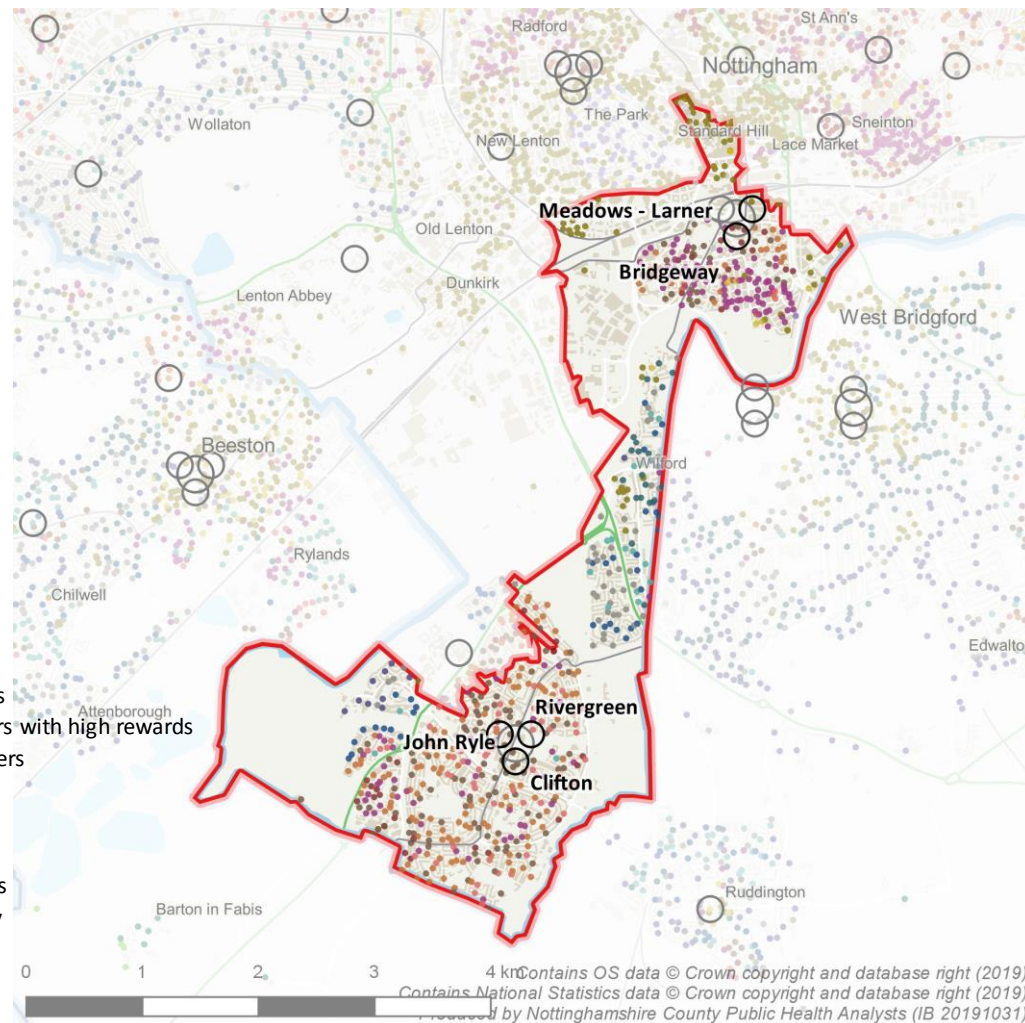 St Ann's
Radford
Nottingham
Wollaton
The Park
Sneinton
Standard Hill
New Lenton
Lace Market
Meadows - Larner
Old Lenton
Bridgeway
Dunkirk
Lenton Abbey
West Bridgford
Beeston
Wilford
Rylands
Chilwell
Edwalto
s
Attenborough
Rivergreen
rs with high rewards
John Ryle
ers
Clifton
s
Ruddington
Barton in Fabis
y
0 1 2 3 4 km
Contains OS data © Crown copyright and database right (2019)
Contains National Statistics data © Crown copyright and database right (2019)
Produced by Nottinghamshire County Public Health Analysts (IB 20191031)